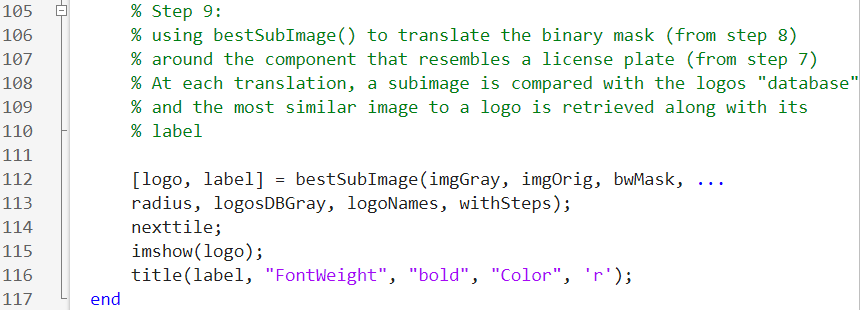 105 % Step 9:
106 % using bestSubImage() to translate the binary mask (from step 8)
107 % around the component that resembles a license plate (from step 7)
108 % At each translation, a subimage is compared with the logos "database"
109 % and the most similar image to a logo is retrieved along with its
110 % label
111
112 [logo, label] = bestSubImage(imgGray, imgOrig, bwMask, ...
113 radius, logosDBGray, logoNames, withSteps);
114 nexttile;
115 imshow(logo);
116 title(label, "FontWeight", "bold", "Color", 'r');
117 end